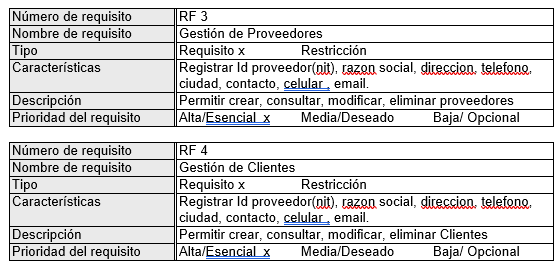 Número de requisito RF 3
Nombre de requisito Gestión de Proveedores
Tipo Requisito x Restricción
Características Registrar Id proveedor(nit), razon social, direccion, telefono,
ciudad, contacto, celular , email.
Descripción Permitir crear, consultar, modificar, eliminar proveedores
Prioridad del requisito Alta/Esencial x Media/Deseado Baja/ Opcional
Número de requisito RF 4
Nombre de requisito Gestión de Clientes
Tipo Requisito x Restricción
Características Registrar Id proveedor(nit), razon social, direccion, telefono,
ciudad, contacto, celular , email.
Descripción Permitir crear, consultar, modificar, eliminar Clientes
Prioridad del requisito Alta/Esencial x Media/Deseado Baja/ Opcional